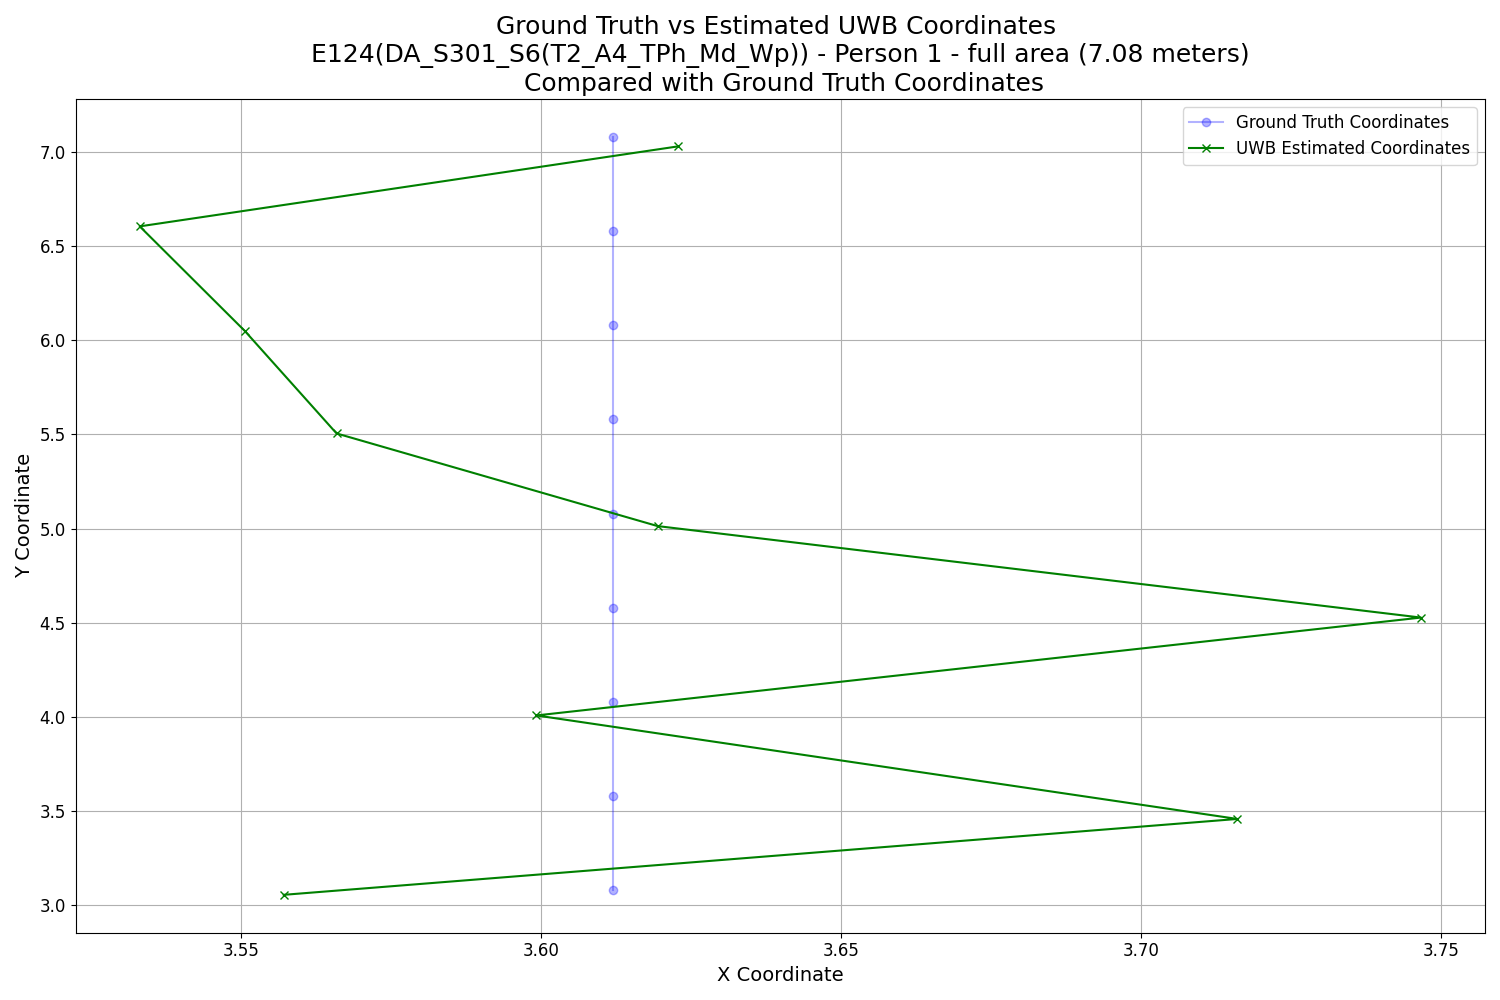 Ground Truth vs Estimated UWB Coordinates
E124(DA_S301_S6(T2_A4_TPh_Md_Wp)) - Person 1 - full area (7.08 meters)
Compared with Ground Truth Coordinates
Ground Truth Coordinates
UWB Estimated Coordinates
Y Coordinate
7.0
6.5
6.0
5.5
5.0
4.5
4.0
3.5
3.0
3.55
3.60
3.65
3.70
3.75
X Coordinate